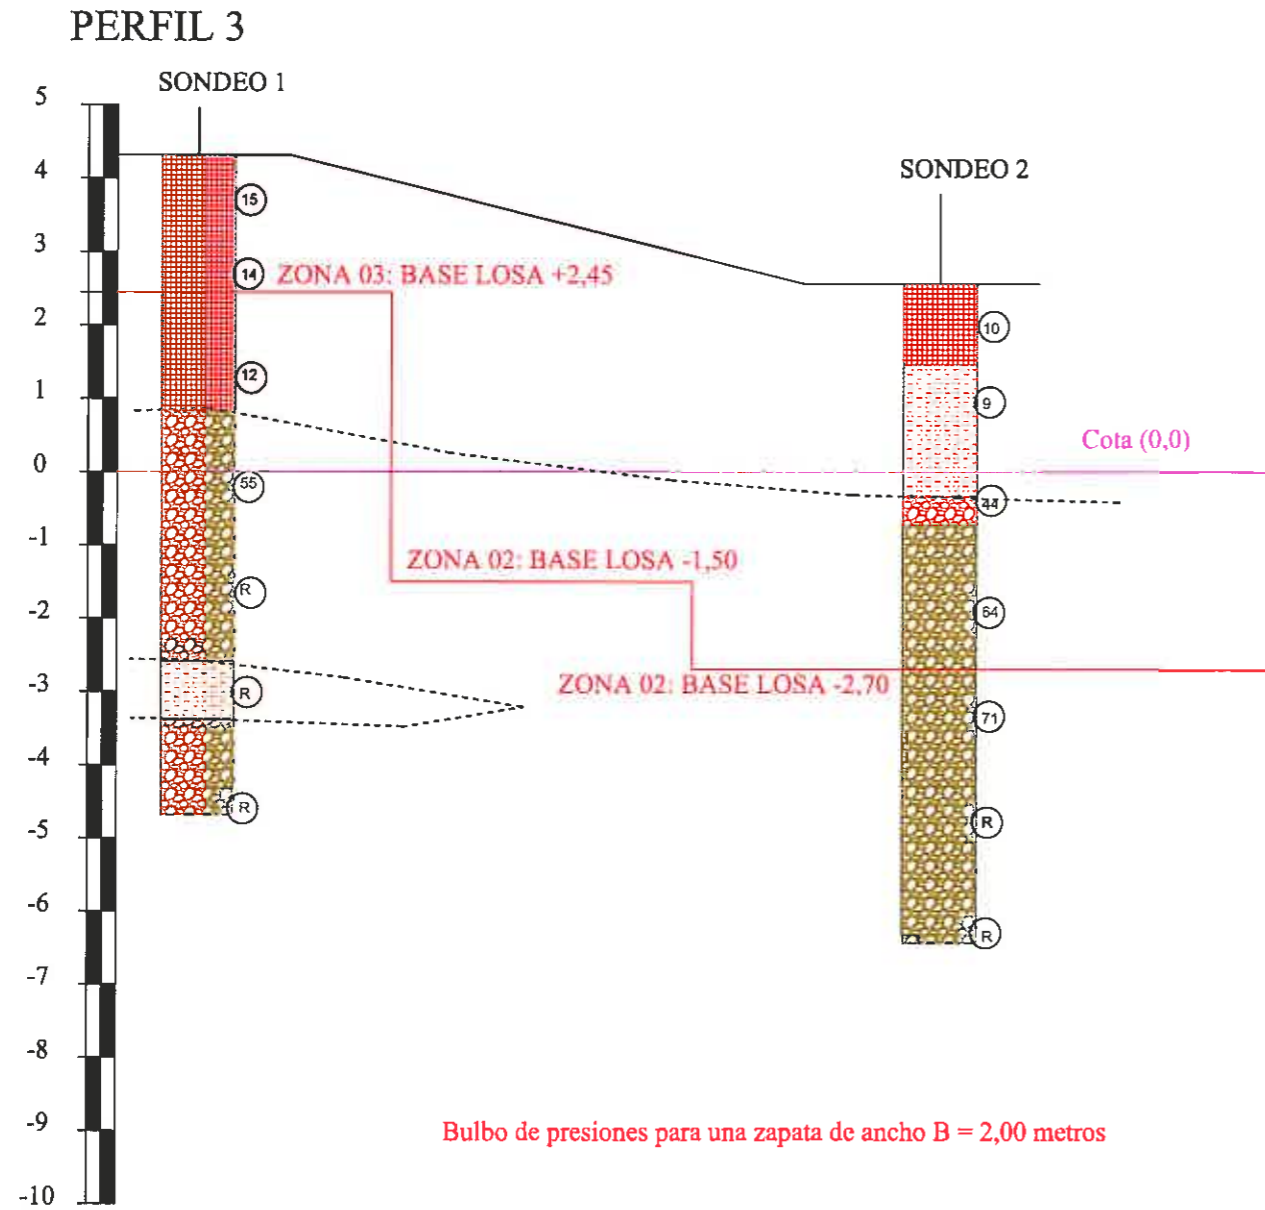 PERFIL 3
SONDEO 1
5
4
SONDEO 2
15
3
14
ZONA 03: BASE LOSA +2,45
2
10
12
1
9
Cota (0,0)
0
55
44
-1
ZONA 02: BASE LOSA -1,50
R
-2
64
-3
R
ZONA 02: BASE LOSA -2,70
71
-4
R
R
-5
-6
R
-7
-8
-9
Bulbo de presiones para una zapata de ancho B = 2,00 metros
-10